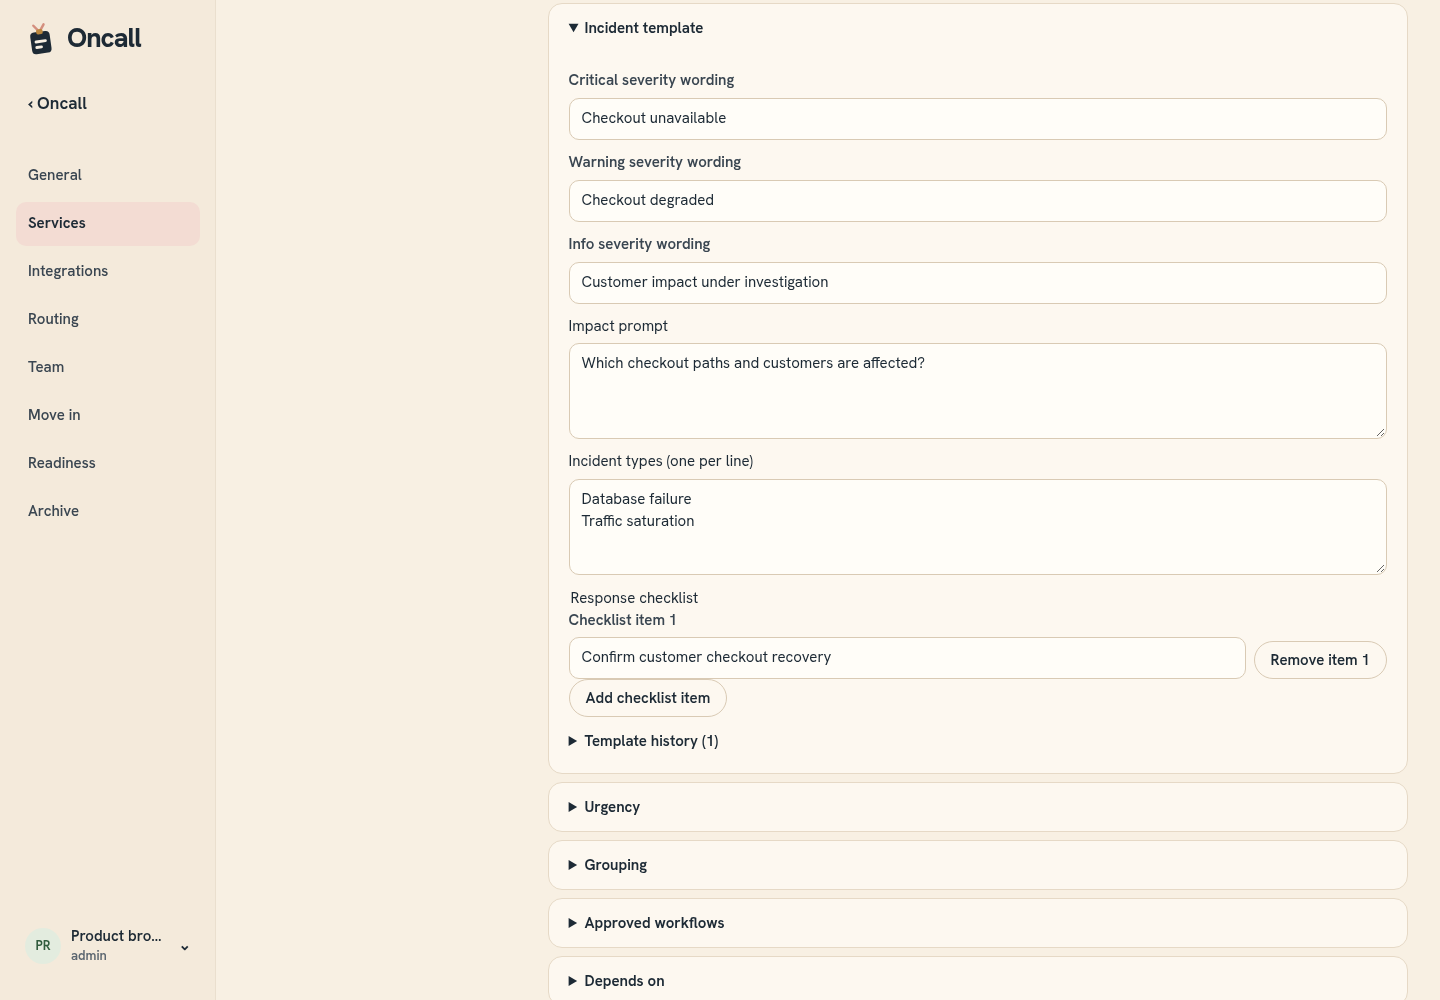 Oncall
‹ Oncall
General
Services
Integrations
Routing
Team
Move in
Readiness
Archive
PR
Product bro...
admin
Incident template
Critical severity wording
Checkout unavailable
Warning severity wording
Checkout degraded
Info severity wording
Customer impact under investigation
Impact prompt
Which checkout paths and customers are affected?
Incident types (one per line)
Database failure
Traffic saturation
Response checklist
Checklist item 1
Confirm customer checkout recovery
Remove item 1
Add checklist item
Template history (1)
Urgency
Grouping
Approved workflows
Depends on